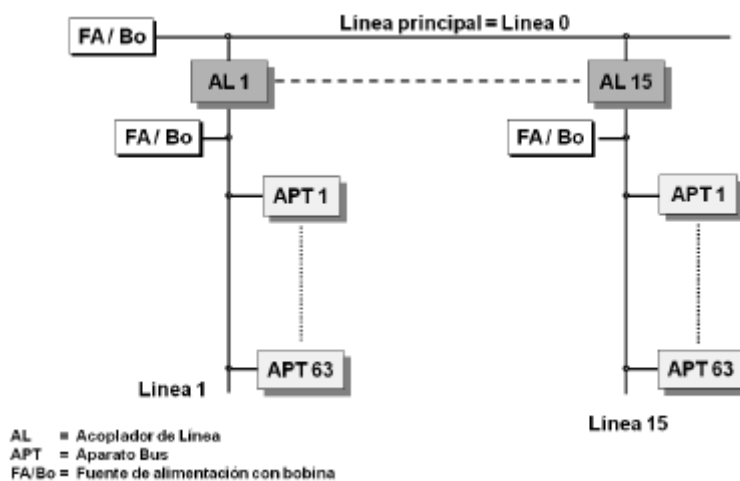 FA / Bo
Línea principal = Línea 0
AL 1
AL 15
FA / Bo
FA / Bo
APT 1
APT 1
APT 63
APT 63
Línea 1
Línea 15
AL = Acoplador de Línea
APT = Aparato Bus
FA/Bo = Fuente de alimentación con bobina